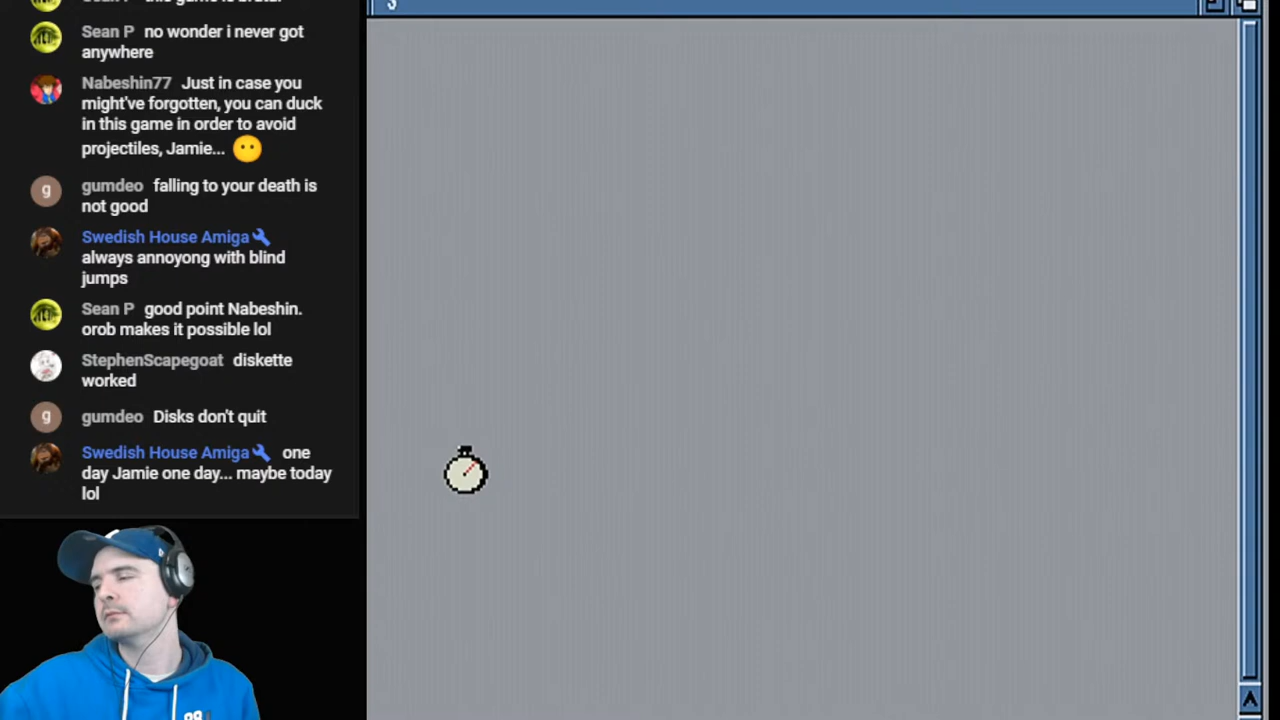 Sean P no wonder i never got
anywhere
Nabeshin77 Just in case you
might've forgotten, you can duck
in this game in order to avoid
projectiles, Jamie...
gumdeo falling to your death is
not good
Swedish House Amiga
always annoyong with blind
jumps
Sean P good point Nabeshin.
orob makes it possible lol
StephenScapegoat diskette
worked
gumdeo Disks don't quit
Swedish House Amiga one
day Jamie one day... maybe today
lol
g
g